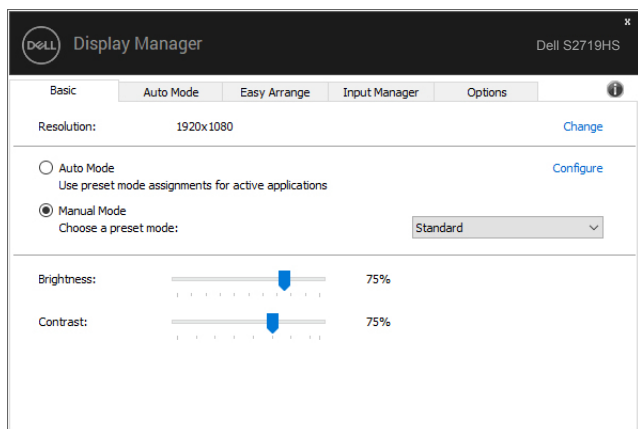 x
DELL Display Manager Dell S2719HS
Basic Auto Mode Easy Arrange Input Manager Options i
Resolution: 1920x1080 Change
Auto Mode Configure
Use preset mode assignments for active applications
Manual Mode
Choose a preset mode: Standard
Brightness: 75%
Contrast: 75%